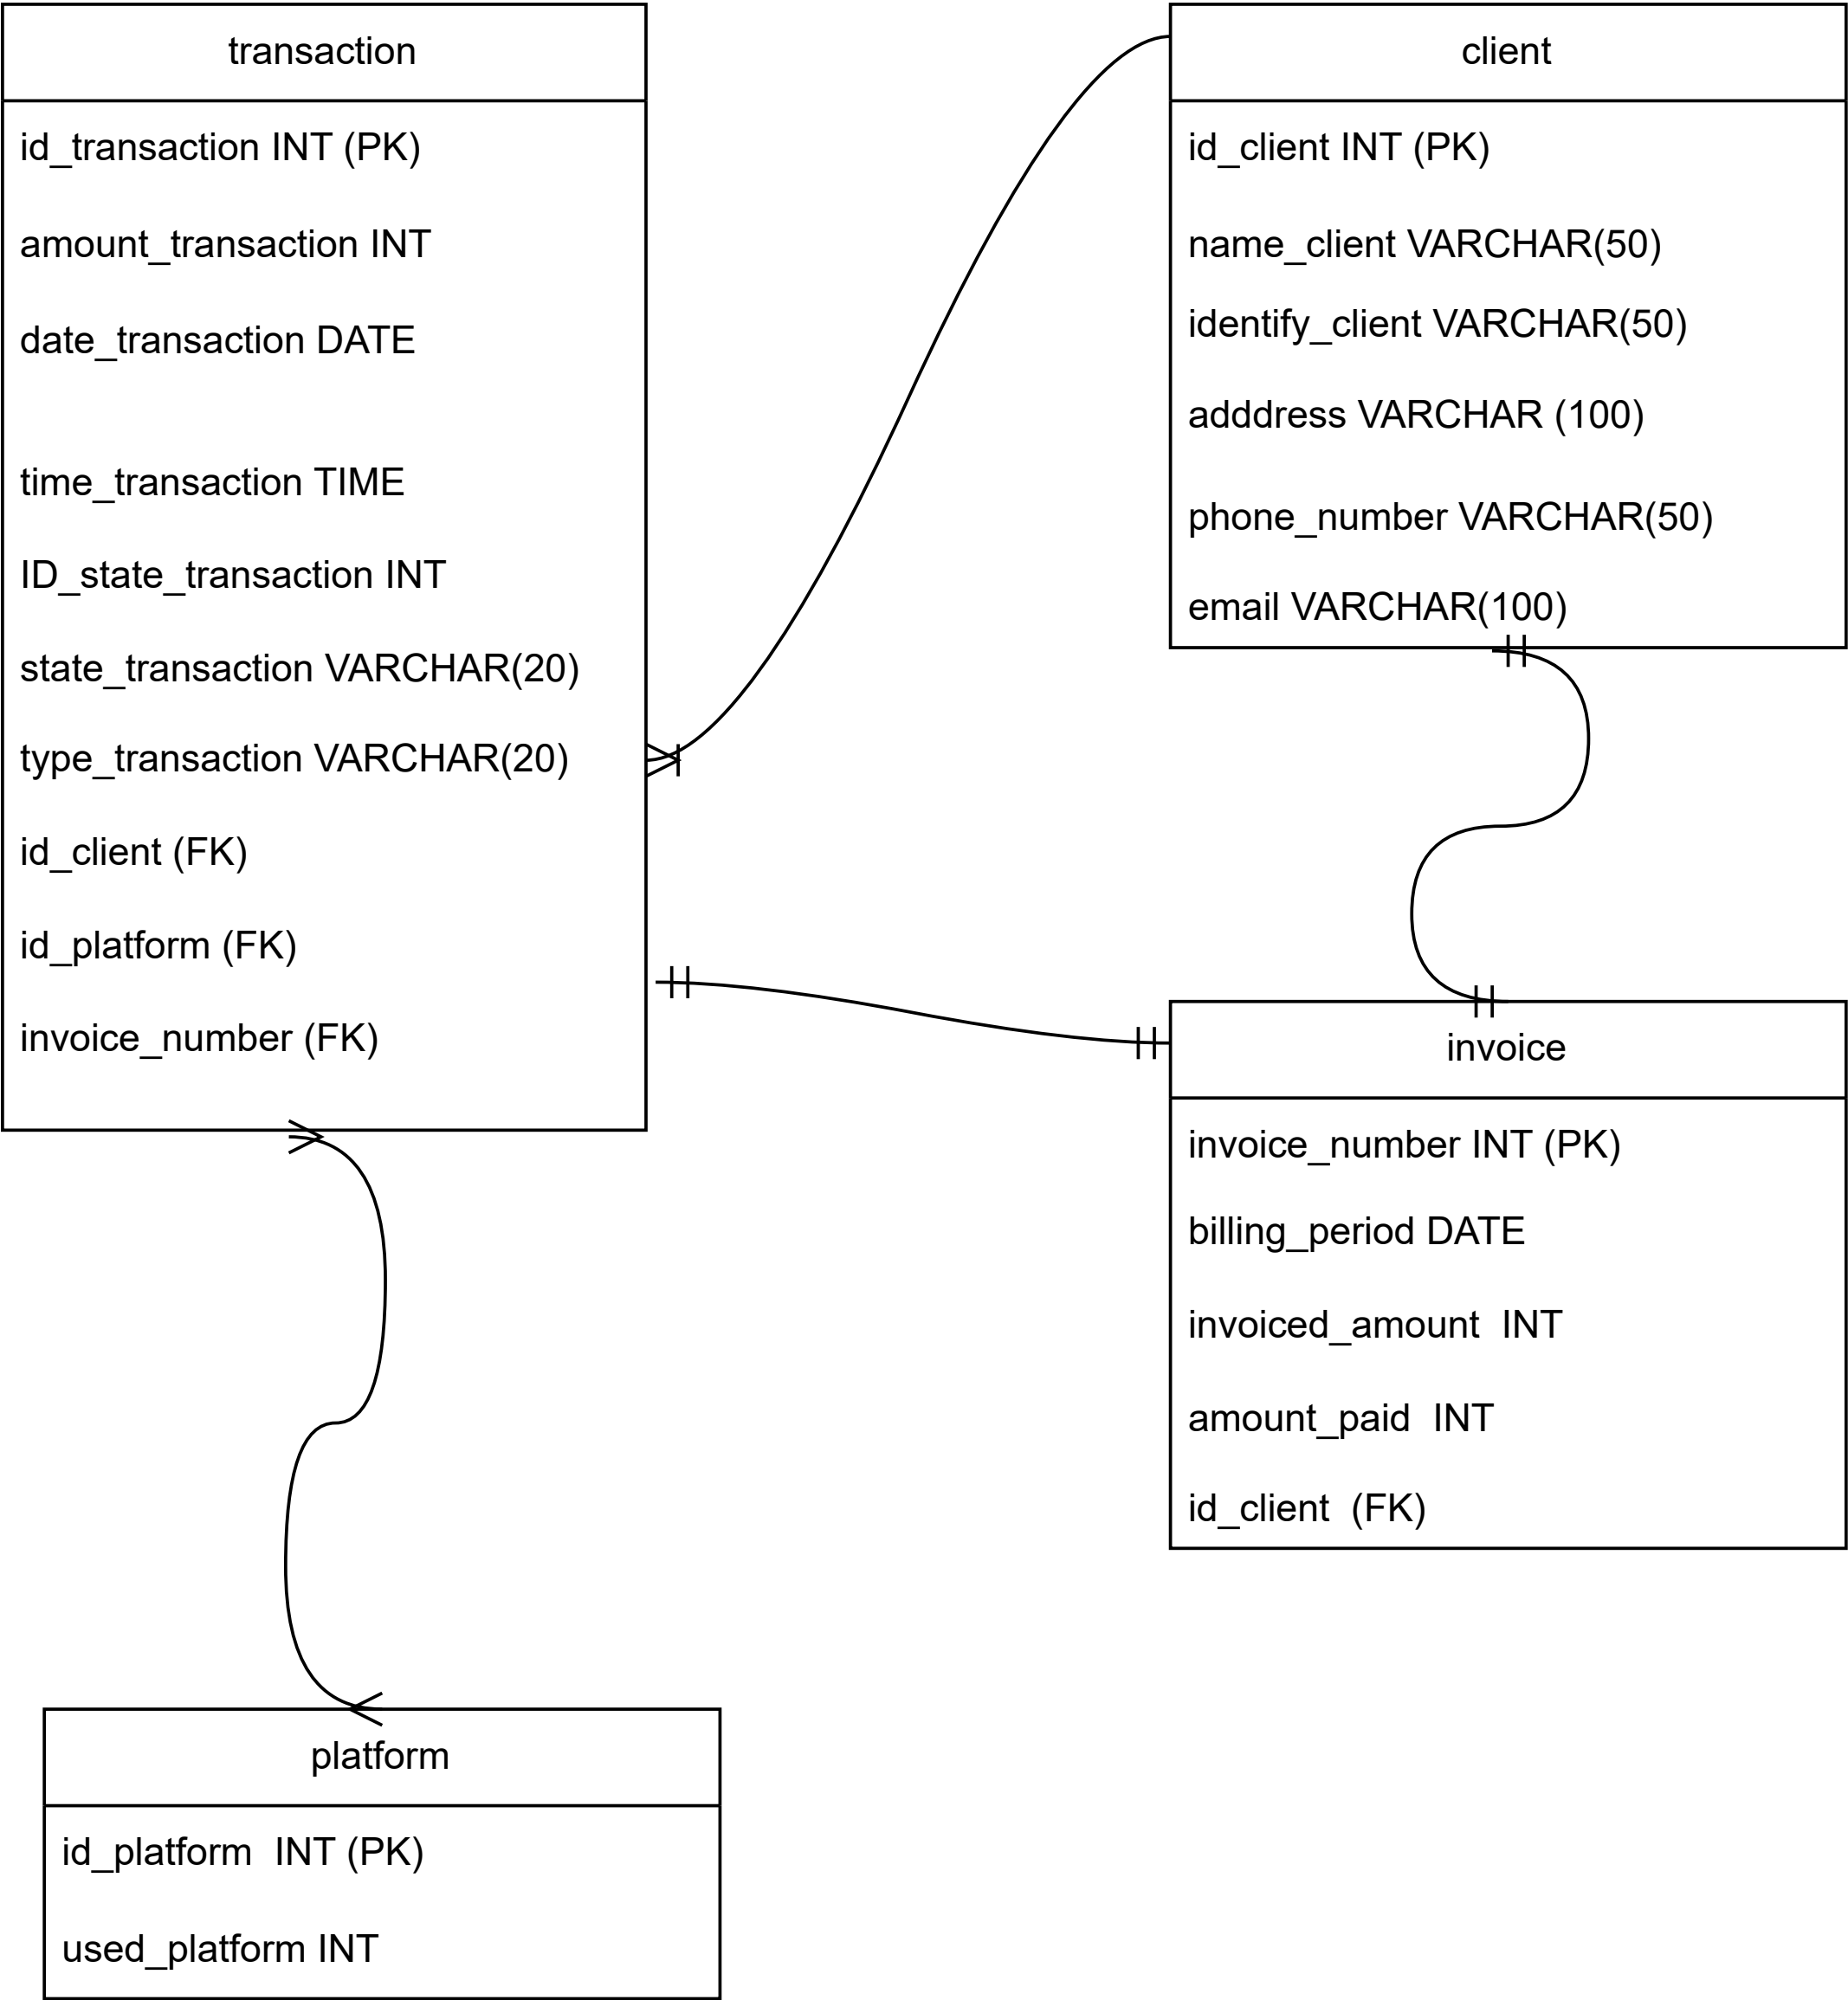 transaction
id_transaction INT (PK)
amount_transaction INT
date_transaction DATE
time_transaction TIME
ID_state_transaction INT
state_transaction VARCHAR(20)
type_transaction VARCHAR(20)
id_client (FK)
id_platform (FK)
invoice_number (FK)
client
id_client INT (PK)
name_client VARCHAR(50)
identify_client VARCHAR(50)
adddress VARCHAR (100)
phone_number VARCHAR(50)
email VARCHAR(100)
invoice
invoice_number INT (PK)
billing_period DATE
invoiced_amount  INT
amount_paid  INT
id_client  (FK)
platform
id_platform  INT (PK)
used_platform INT